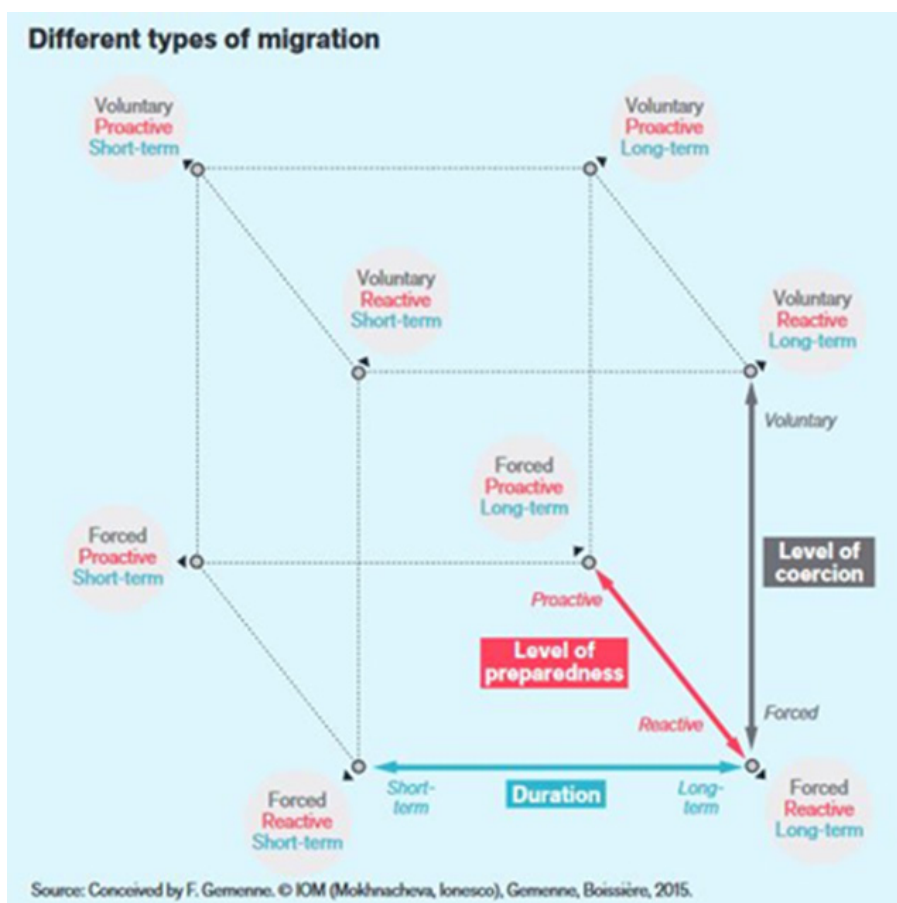 Different types of migration
Voluntary
Proactive
Short-term
Voluntary
Proactive
Long-term
Voluntary
Reactive
Short-term
Voluntary
Reactive
Long-term
Voluntary
Forced
Proactive
Long-term
Forced
Proactive
Short-term
Level of
coercion
Proactive
Level of
preparedness
Reactive
Forced
Short-
term
Duration
Long-
term
Forced
Reactive
Short-term
Forced
Reactive
Long-term
Source: Conceived by F. Gemenne. © IOM (Mokhnacheva, Ionesco), Gemenne, Boissière, 2015.